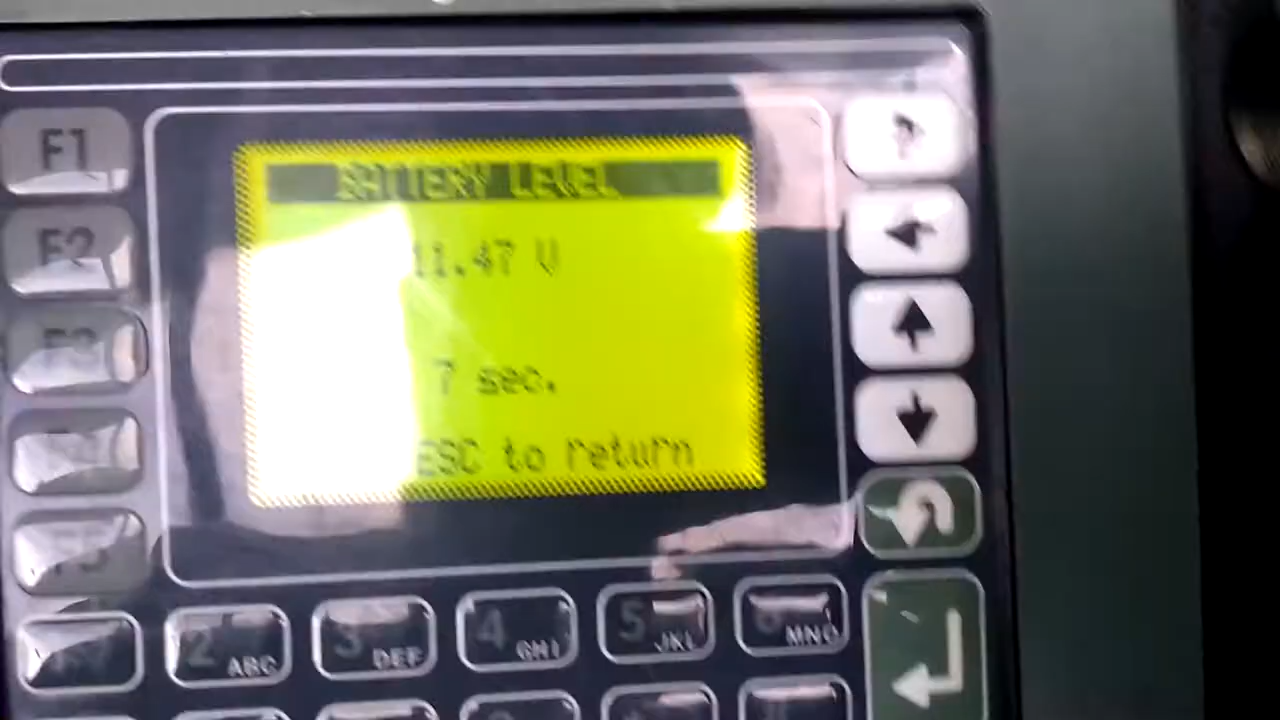 BATTERY LEVEL
11.47 V
7 sec.
ESC to return
F1
F2
F3
F5
2 ABC
3 DEF
4 GHI
5 JKL
6 MNO